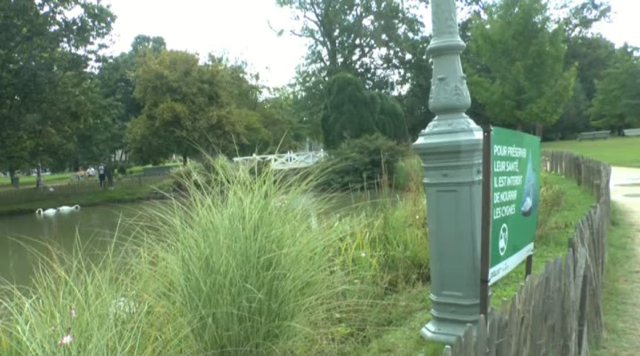 POUR PRÉSERVER
LEUR SANTÉ,
IL EST INTERDIT
DE NOURRIR
LES CYGNES